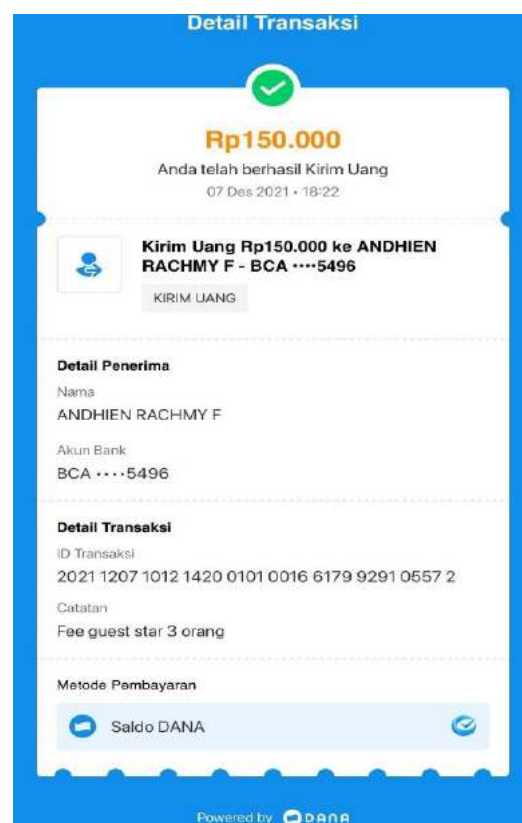 Detail Transaksi
Rp150.000
Anda telah berhasil Kirim Uang
07 Des 2021 • 18:22
Kirim Uang Rp150.000 ke ANDHIEN
RACHMY F - BCA ••••5496
KIRIM UANG
Detail Penerima
Nama
ANDHIEN RACHMY F
Akun Bank
BCA ••••5496
Detail Transaksi
ID Transaksi
2021 1207 1012 1420 0101 0016 6179 9291 0557 2
Catatan
Fee guest star 3 orang
Metode Pembayaran
Saldo DANA
Powered by DANA